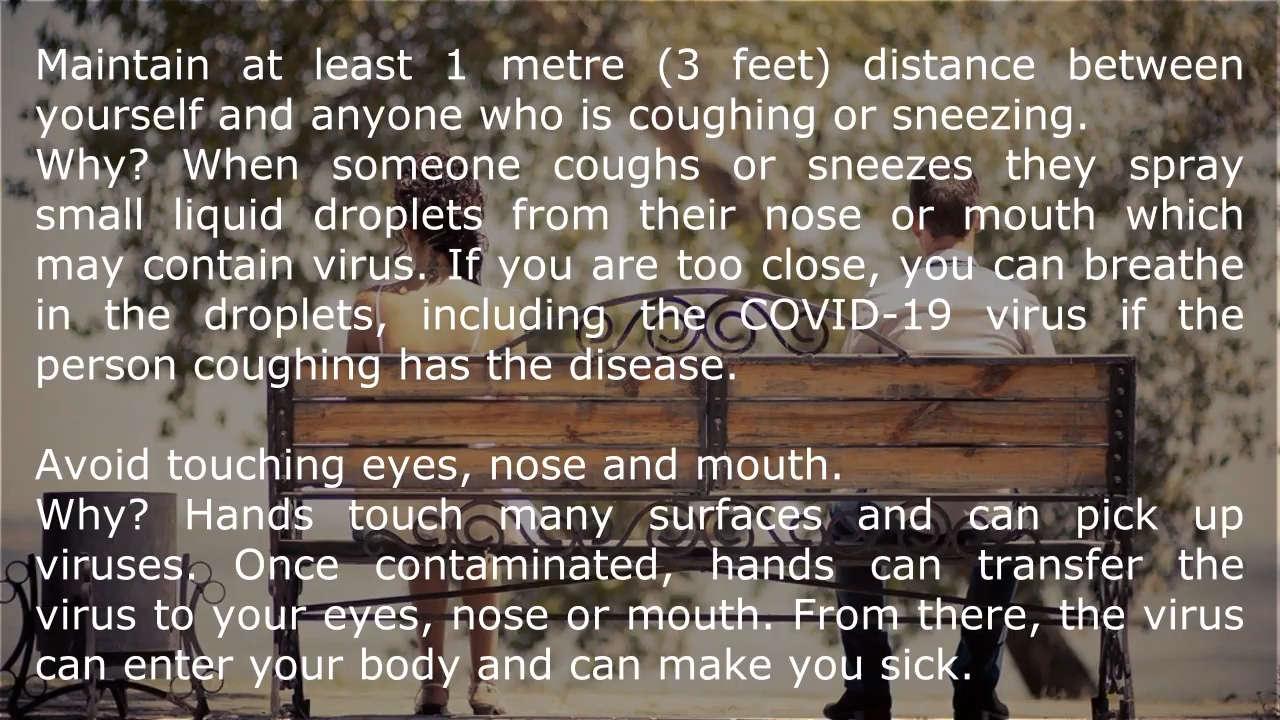 Maintain at least 1 metre (3 feet) distance between
yourself and anyone who is coughing or sneezing.
Why? When someone coughs or sneezes they spray
small liquid droplets from their nose or mouth which
may contain virus. If you are too close, you can breathe
in the droplets, including the COVID-19 virus if the
person coughing has the disease.
Avoid touching eyes, nose and mouth.
Why? Hands touch many surfaces and can pick up
viruses. Once contaminated, hands can transfer the
virus to your eyes, nose or mouth. From there, the virus
can enter your body and can make you sick.